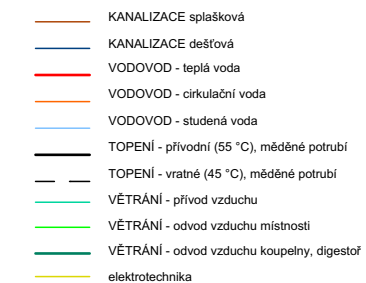 KANALIZACE splašková
KANALIZACE dešťová
VODOVOD - teplá voda
VODOVOD - cirkulační voda
VODOVOD - studená voda
TOPENÍ - přívodní (55 °C), měděné potrubí
TOPENÍ - vratné (45 °C), měděné potrubí
VĚTRÁNÍ - přívod vzduchu
VĚTRÁNÍ - odvod vzduchu místnosti
VĚTRÁNÍ - odvod vzduchu koupelny, digestoř
elektrotechnika